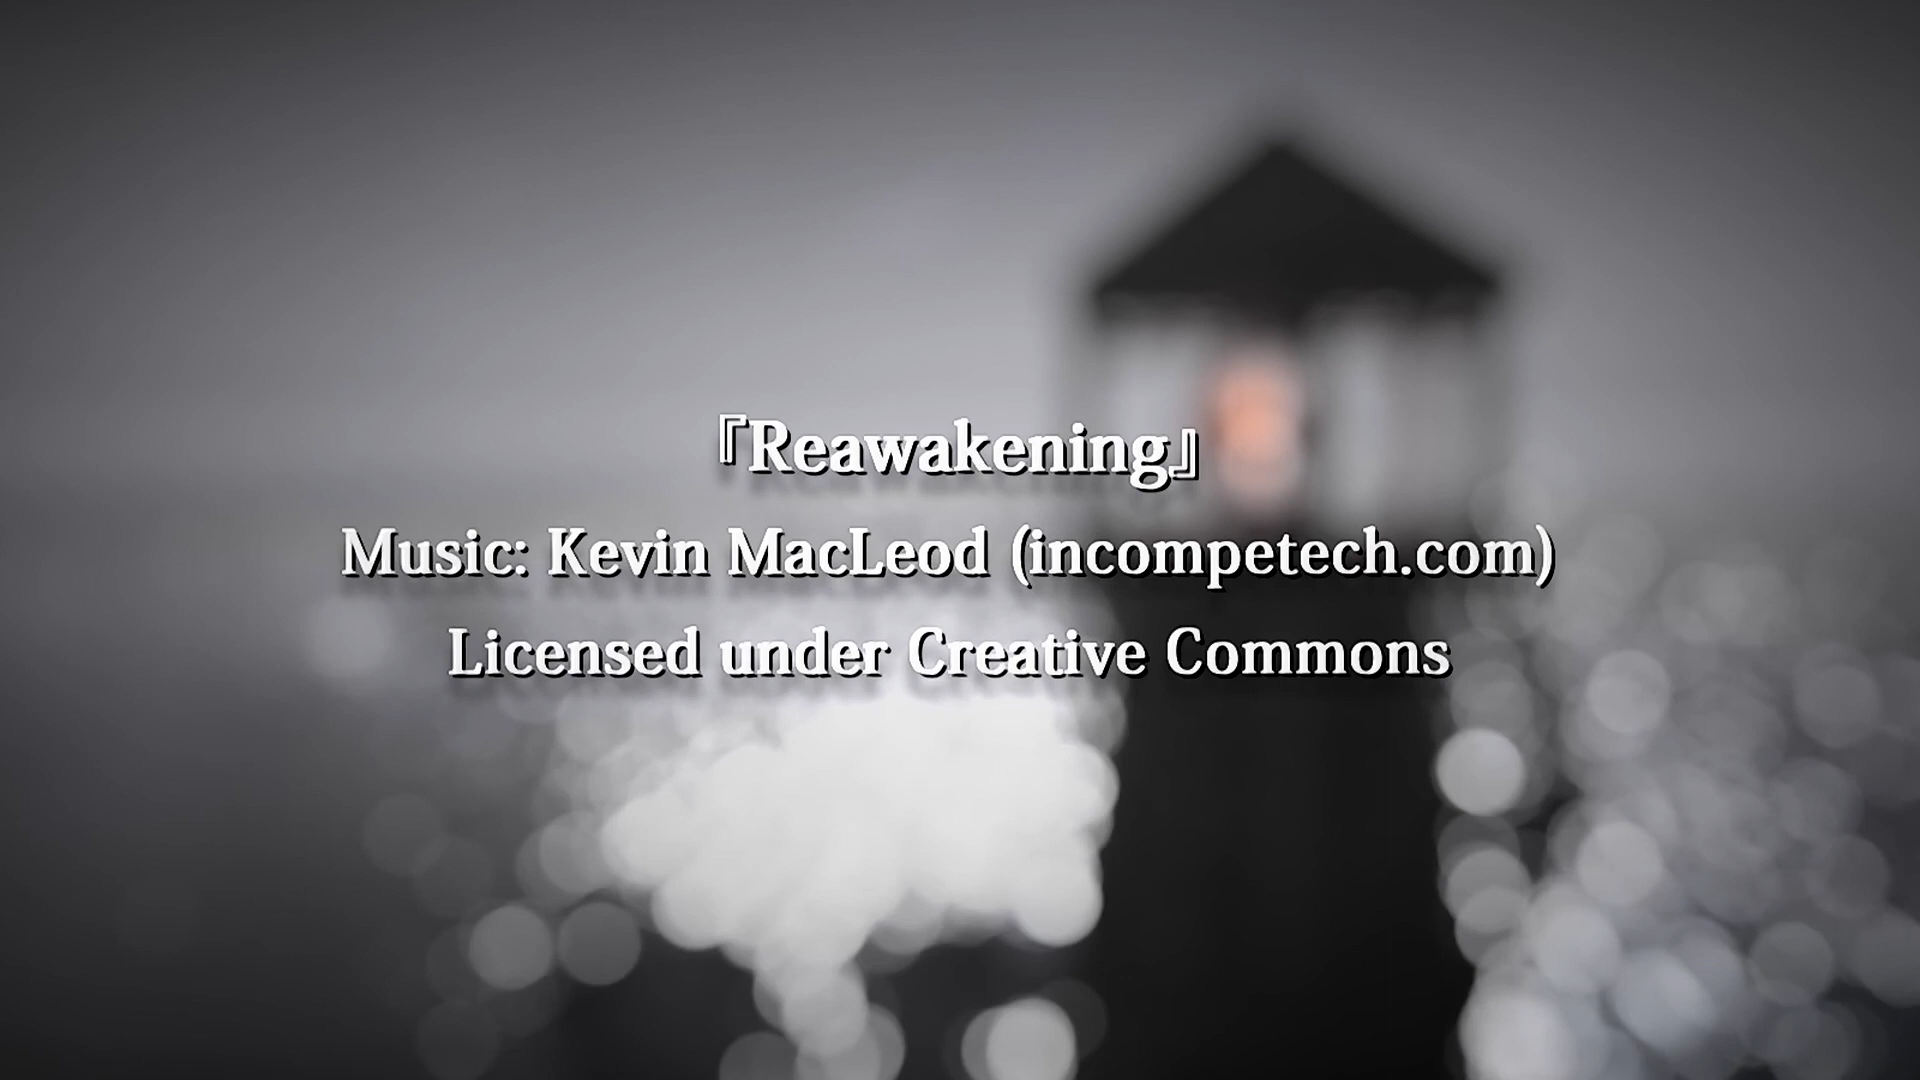 『Reawakening』
Music: Kevin MacLeod (incompetech.com)
Licensed under Creative Commons